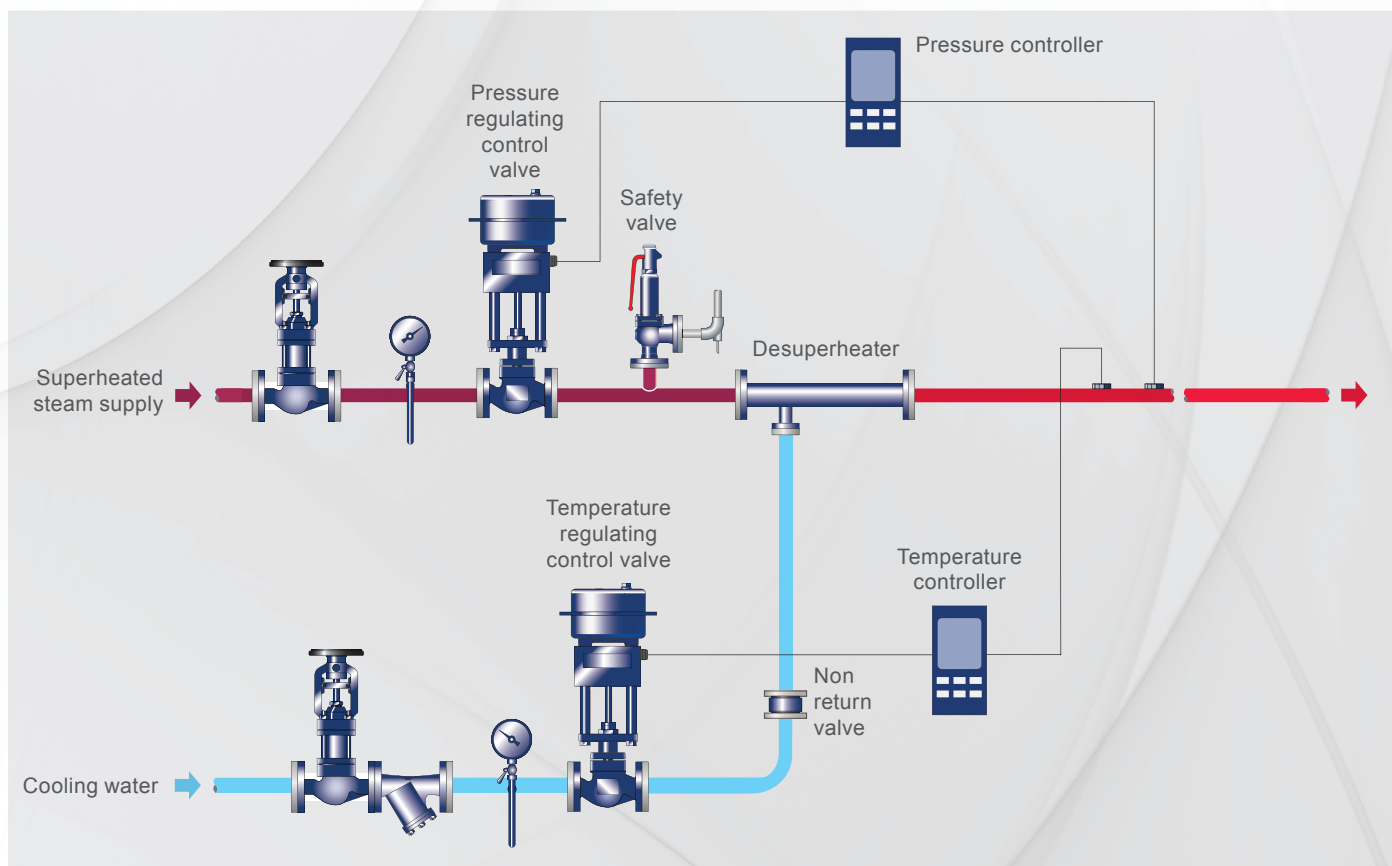 Pressure controller
Pressure
regulating
control
valve
Safety
valve
Desuperheater
Superheated
steam supply
Temperature
regulating
control valve
Temperature
controller
Non
return
valve
Cooling water